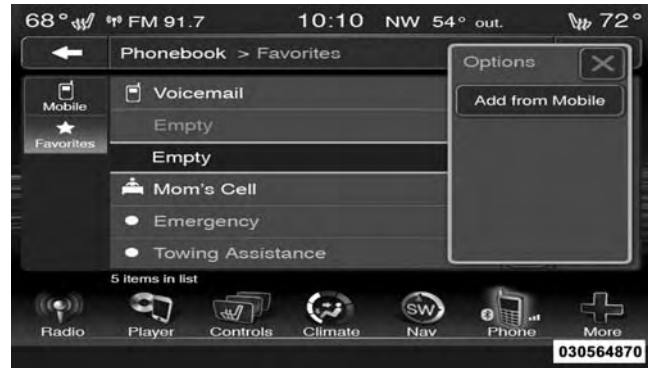 68° FM 91.7 10:10 NW 54° out. 72°
Phonebook > Favorites
Options
Mobile
Voicemail
Add from Mobile
Favorites
Empty
Empty
Mom's Cell
Emergency
Towing Assistance
5 items in list
SW
Radio Player Controls Climate Nav Phone More
030564870